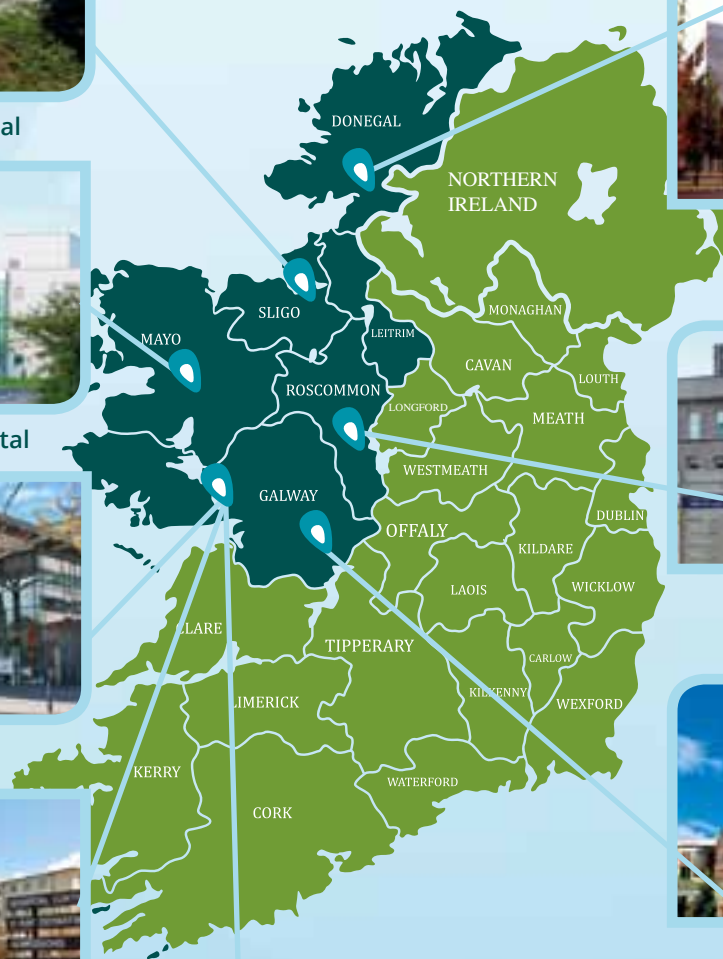 al
DONEGAL
NORTHERN
IRELAND
SLIGO
MONAGHAN
MAYO
LEITRIM
CAVAN
LOUTH
ROSCOMMON
LONGFORD
MEATH
tal
WESTMEATH
GALWAY
DUBLIN
OFFALY
KILDARE
LAOIS
WICKLOW
CLARE
TIPPERARY
CARLOW
KILKENNY
LIMERICK
WEXFORD
KERRY
WATERFORD
CORK